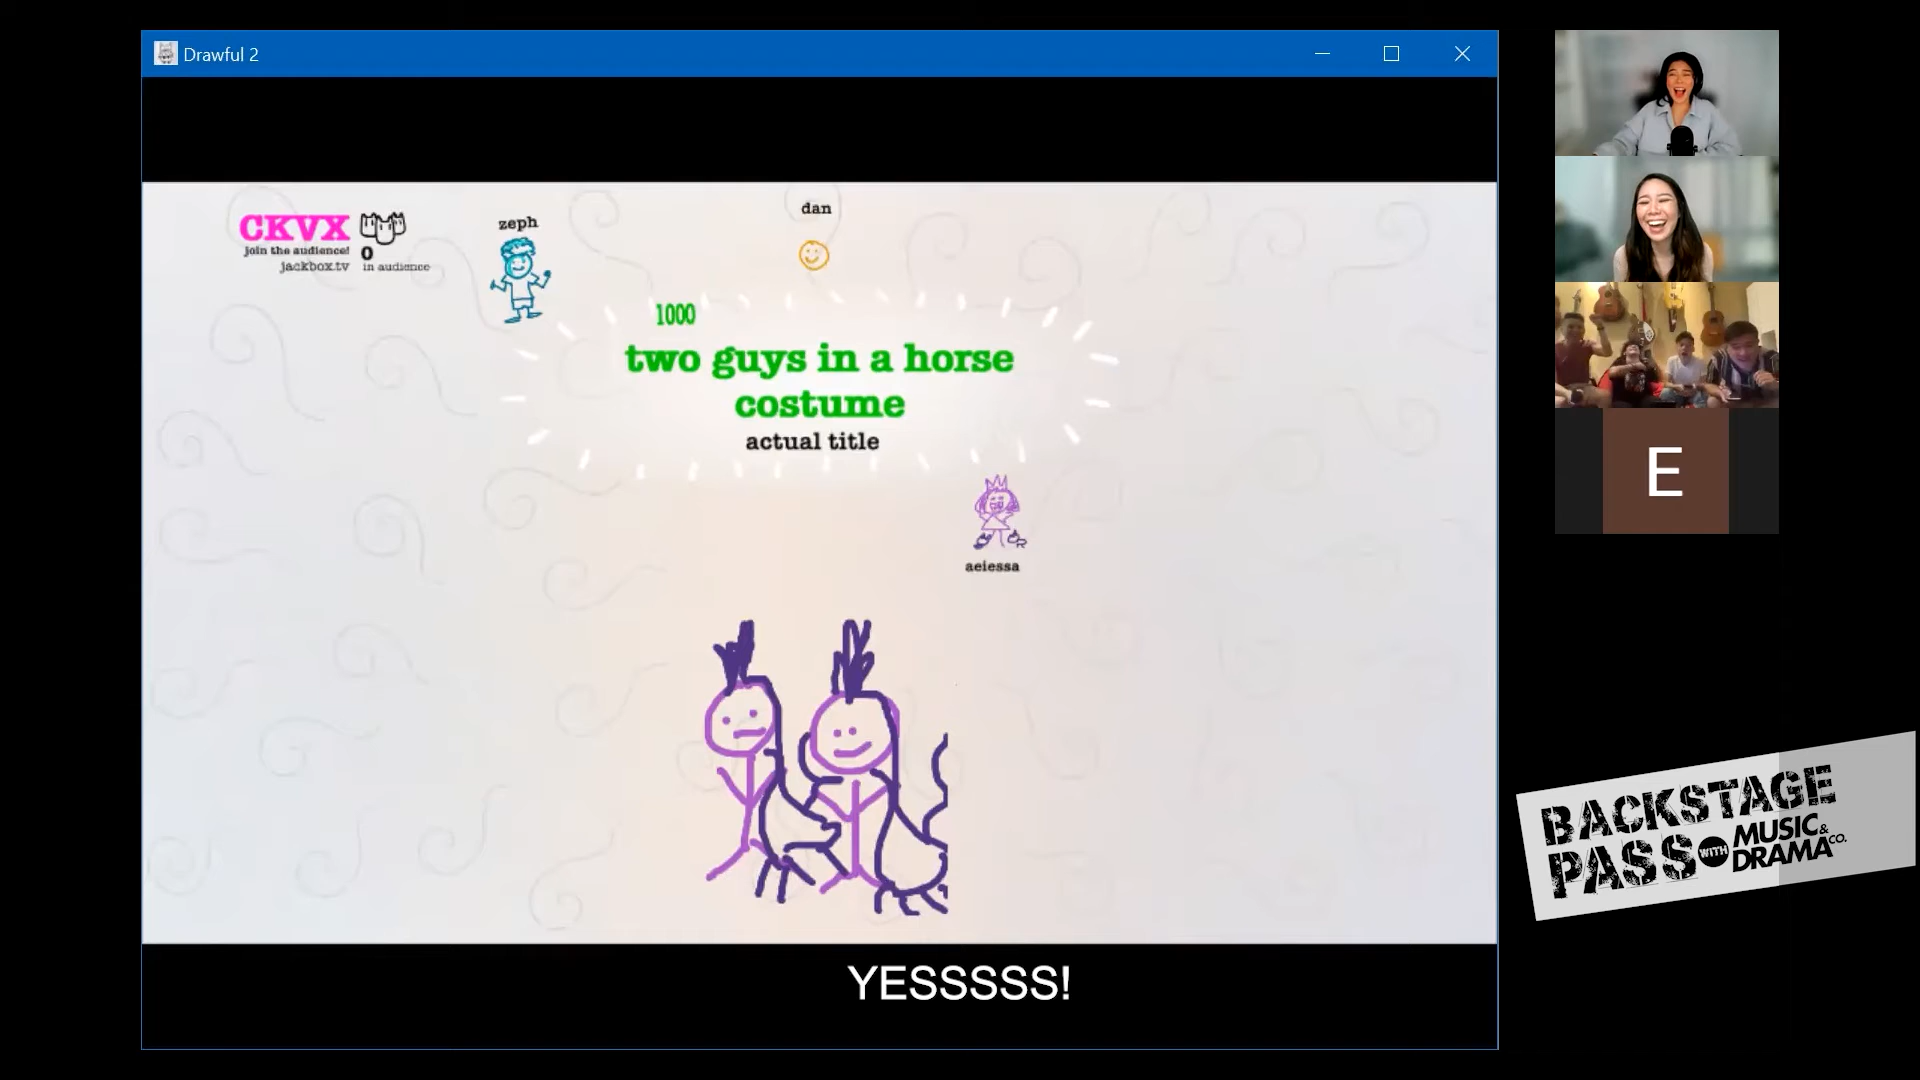 Drawful 2
CKVX
join the audience!
jackbox.tv
0
in audience
zeph
dan
1000
two guys in a horse
costume
actual title
aeiessa
E
BACKSTAGE
PASS WITH MUSIC & CO.
DRAMA
YESSSSS!